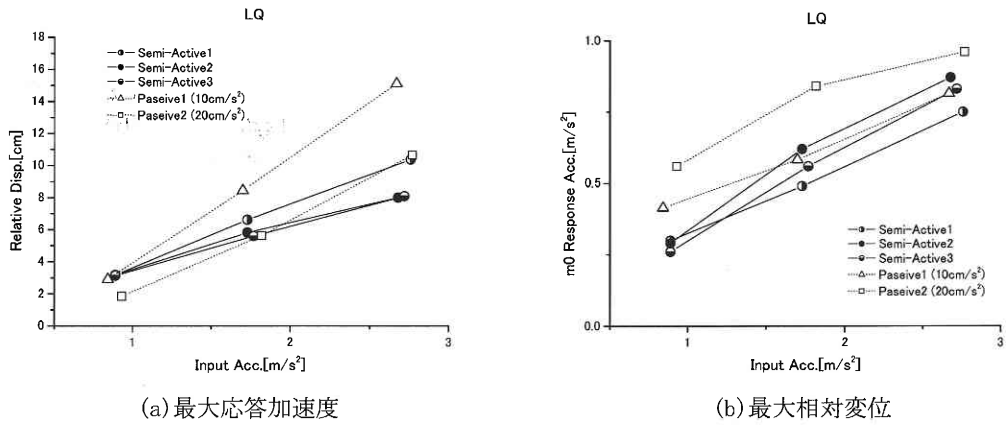 LQ
18
16
14
12
10
8
6
4
2
0
Relative Disp.[cm]
Semi-Active1
Semi-Active2
Semi-Active3
Paseive1 (10cm/s²)
Paseive2 (20cm/s²)
1
2
3
Input Acc.[m/s²]
(a)最大応答加速度
LQ
1.0
0.5
0.0
m0 Response Acc.[m/s²]
Semi-Active1
Semi-Active2
Semi-Active3
Paseive1 (10cm/s²)
Paseive2 (20cm/s²)
1
2
3
Input Acc.[m/s²]
(b)最大相対変位